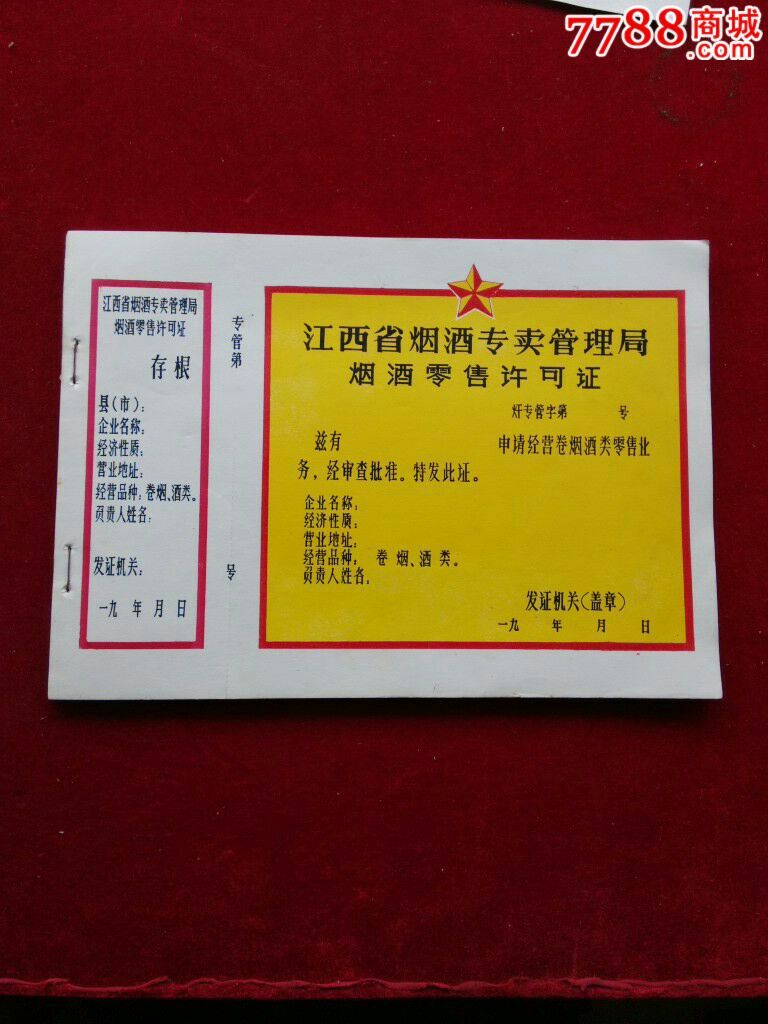 7788商城
.com
江西省烟酒专卖管理局
烟酒零售许可证
存根
县(市):
企业名称:
经济性质:
营业地址:
经营品种:卷烟、酒类。
负责人姓名:
发证机关:
一九 年 月 日
专管第
号
江西省烟酒专卖管理局
烟酒零售许可证
专管字第 号
兹有 申请经营卷烟酒类零售业
务,经审查批准。特发此证。
企业名称:
经济性质:
营业地址:
经营品种: 卷烟、酒类。
负责人姓名:
发证机关(盖章)
一九 年 月 日